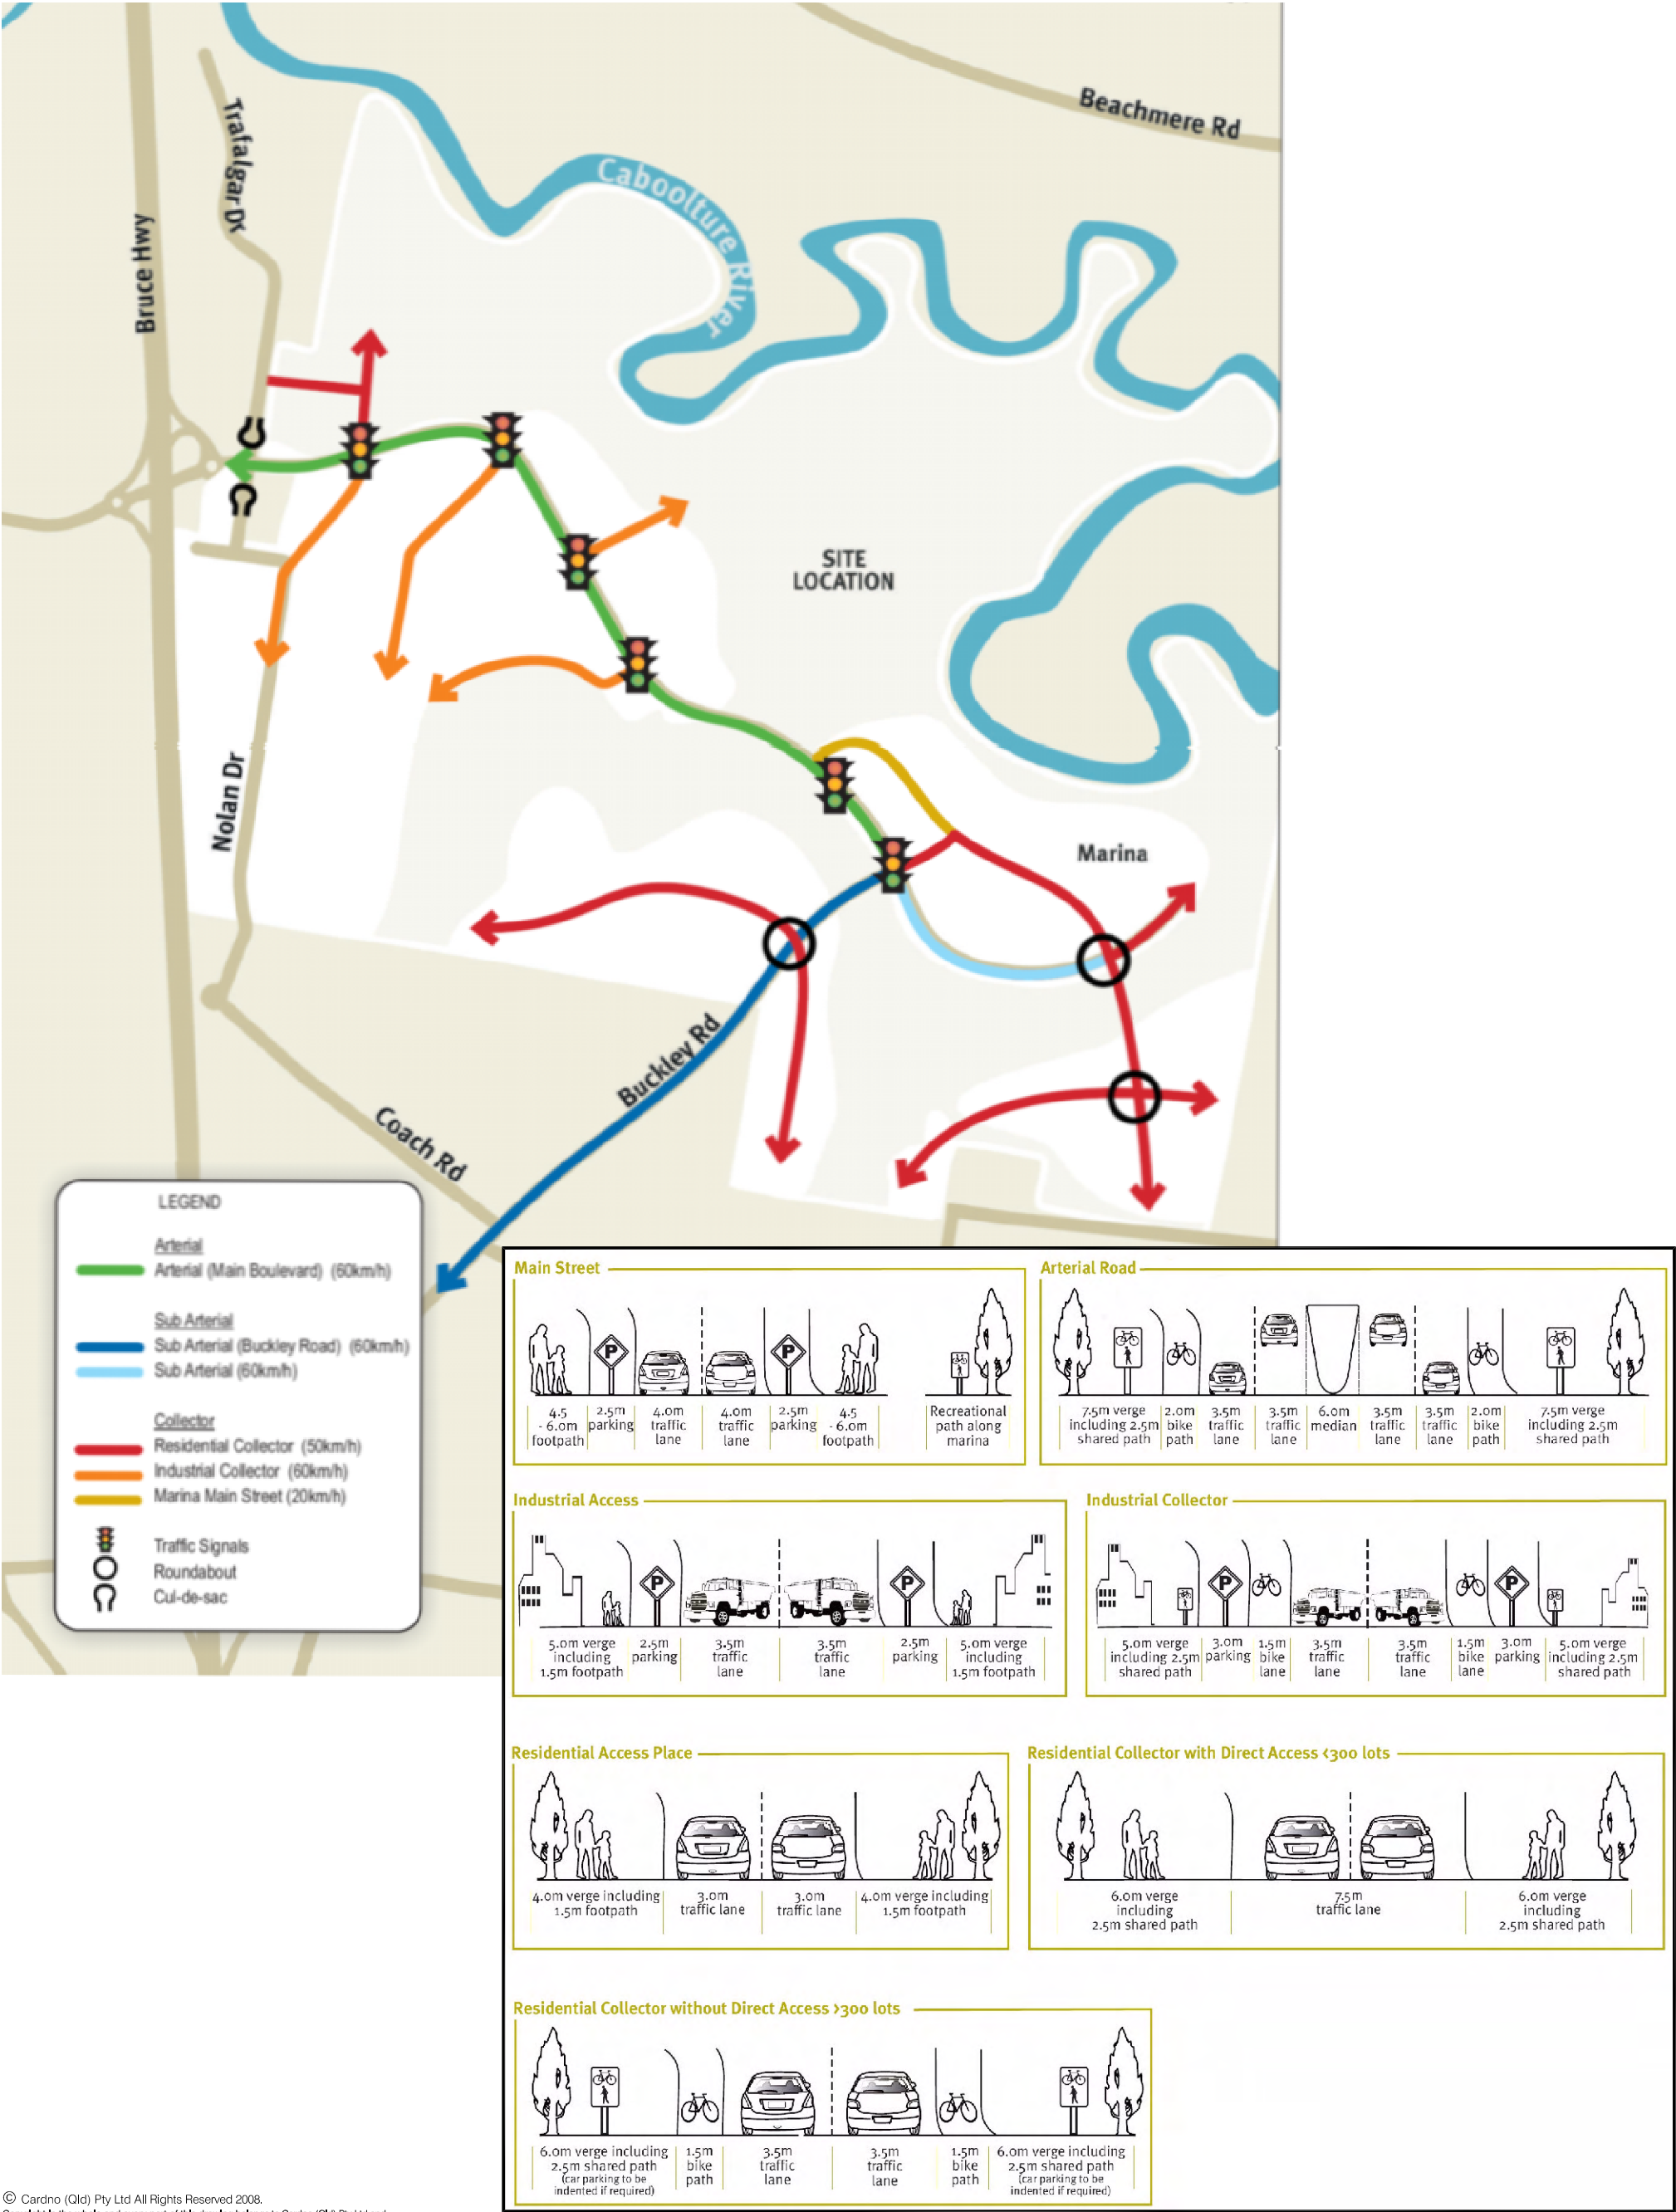 Beachmere Rd
Trafalgar Dr
Caboolture River
Bruce Hwy
SITE
LOCATION
Nolan Dr
Marina
Buckley Rd
Coach Rd
LEGEND
Arterial
Arterial (Main Boulevard) (60km/h)
Sub Arterial
Sub Arterial (Buckley Road) (60km/h)
Sub Arterial (60km/h)
Collector
Residential Collector (50km/h)
Industrial Collector (60km/h)
Marina Main Street (20km/h)
Traffic Signals
Roundabout
Cul-de-sac
Main Street
P
P
4.5
- 6.0m
footpath
2.5m
parking
4.0m
traffic
lane
4.0m
traffic
lane
2.5m
parking
4.5
- 6.0m
footpath
Recreational
path along
marina
Arterial Road
7.5m verge
including 2.5m
shared path
2.0m
bike
path
3.5m
traffic
lane
3.5m
traffic
lane
6.0m
median
3.5m
traffic
lane
3.5m
traffic
lane
2.0m
bike
path
7.5m verge
including 2.5m
shared path
Industrial Access
P
P
5.0m verge
including
1.5m footpath
2.5m
parking
3.5m
traffic
lane
3.5m
traffic
lane
2.5m
parking
5.0m verge
including
1.5m footpath
Industrial Collector
P
P
5.0m verge
including 2.5m
shared path
3.0m
parking
1.5m
bike
lane
3.5m
traffic
lane
3.5m
traffic
lane
1.5m
bike
lane
3.0m
parking
5.0m verge
including 2.5m
shared path
Residential Access Place
4.0m verge including
1.5m footpath
3.0m
traffic lane
3.0m
traffic lane
4.0m verge including
1.5m footpath
Residential Collector with Direct Access <300 lots
6.0m verge
including
2.5m shared path
7.5m
traffic lane
6.0m verge
including
2.5m shared path
Residential Collector without Direct Access >300 lots
6.0m verge including
2.5m shared path
(car parking to be
indented if required)
1.5m
bike
path
3.5m
traffic
lane
3.5m
traffic
lane
1.5m
bike
path
6.0m verge including
2.5m shared path
(car parking to be
indented if required)
© Cardno (Qld) Pty Ltd All Rights Reserved 2008.